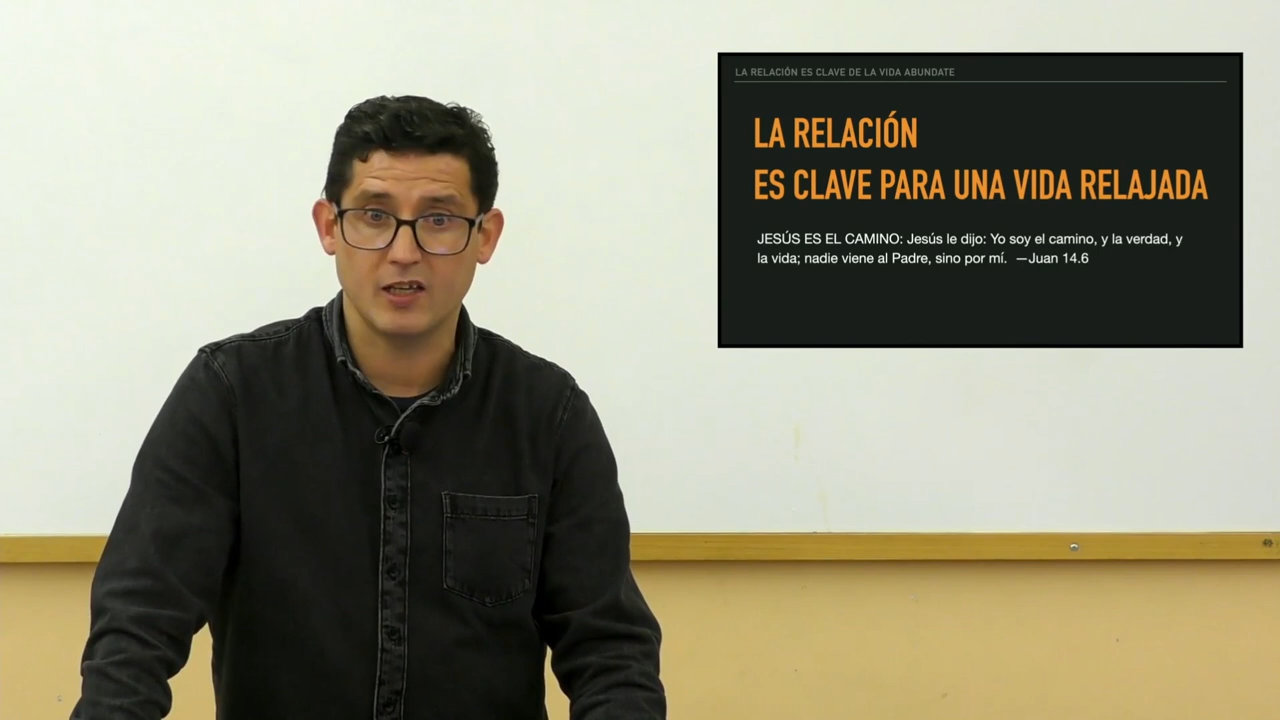 LA RELACIÓN ES CLAVE DE LA VIDA ABUNDATE
LA RELACIÓN
ES CLAVE PARA UNA VIDA RELAJADA
JESÚS ES EL CAMINO: Jesús le dijo: Yo soy el camino, y la verdad, y
la vida; nadie viene al Padre, sino por mí. —Juan 14.6